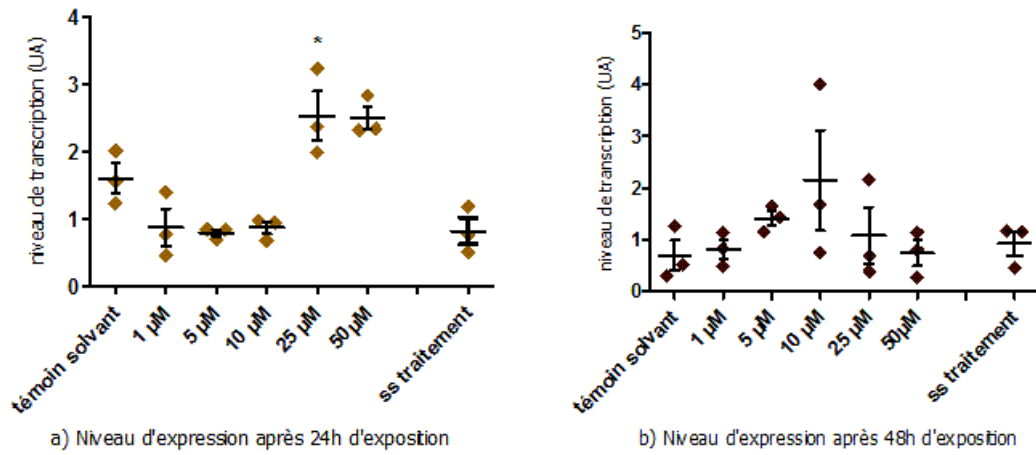 niveau de transcription (UA)
4
3
2
1
0
*
témoin solvant
1 µM
5 µM
10 µM
25 µM
50 µM
ss traitement
a) Niveau d'expression après 24h d'exposition
niveau de transcription (UA)
5
4
3
2
1
0
témoin solvant
1 µM
5 µM
10 µM
25 µM
50µM
ss traitement
b) Niveau d'expression après 48h d'exposition